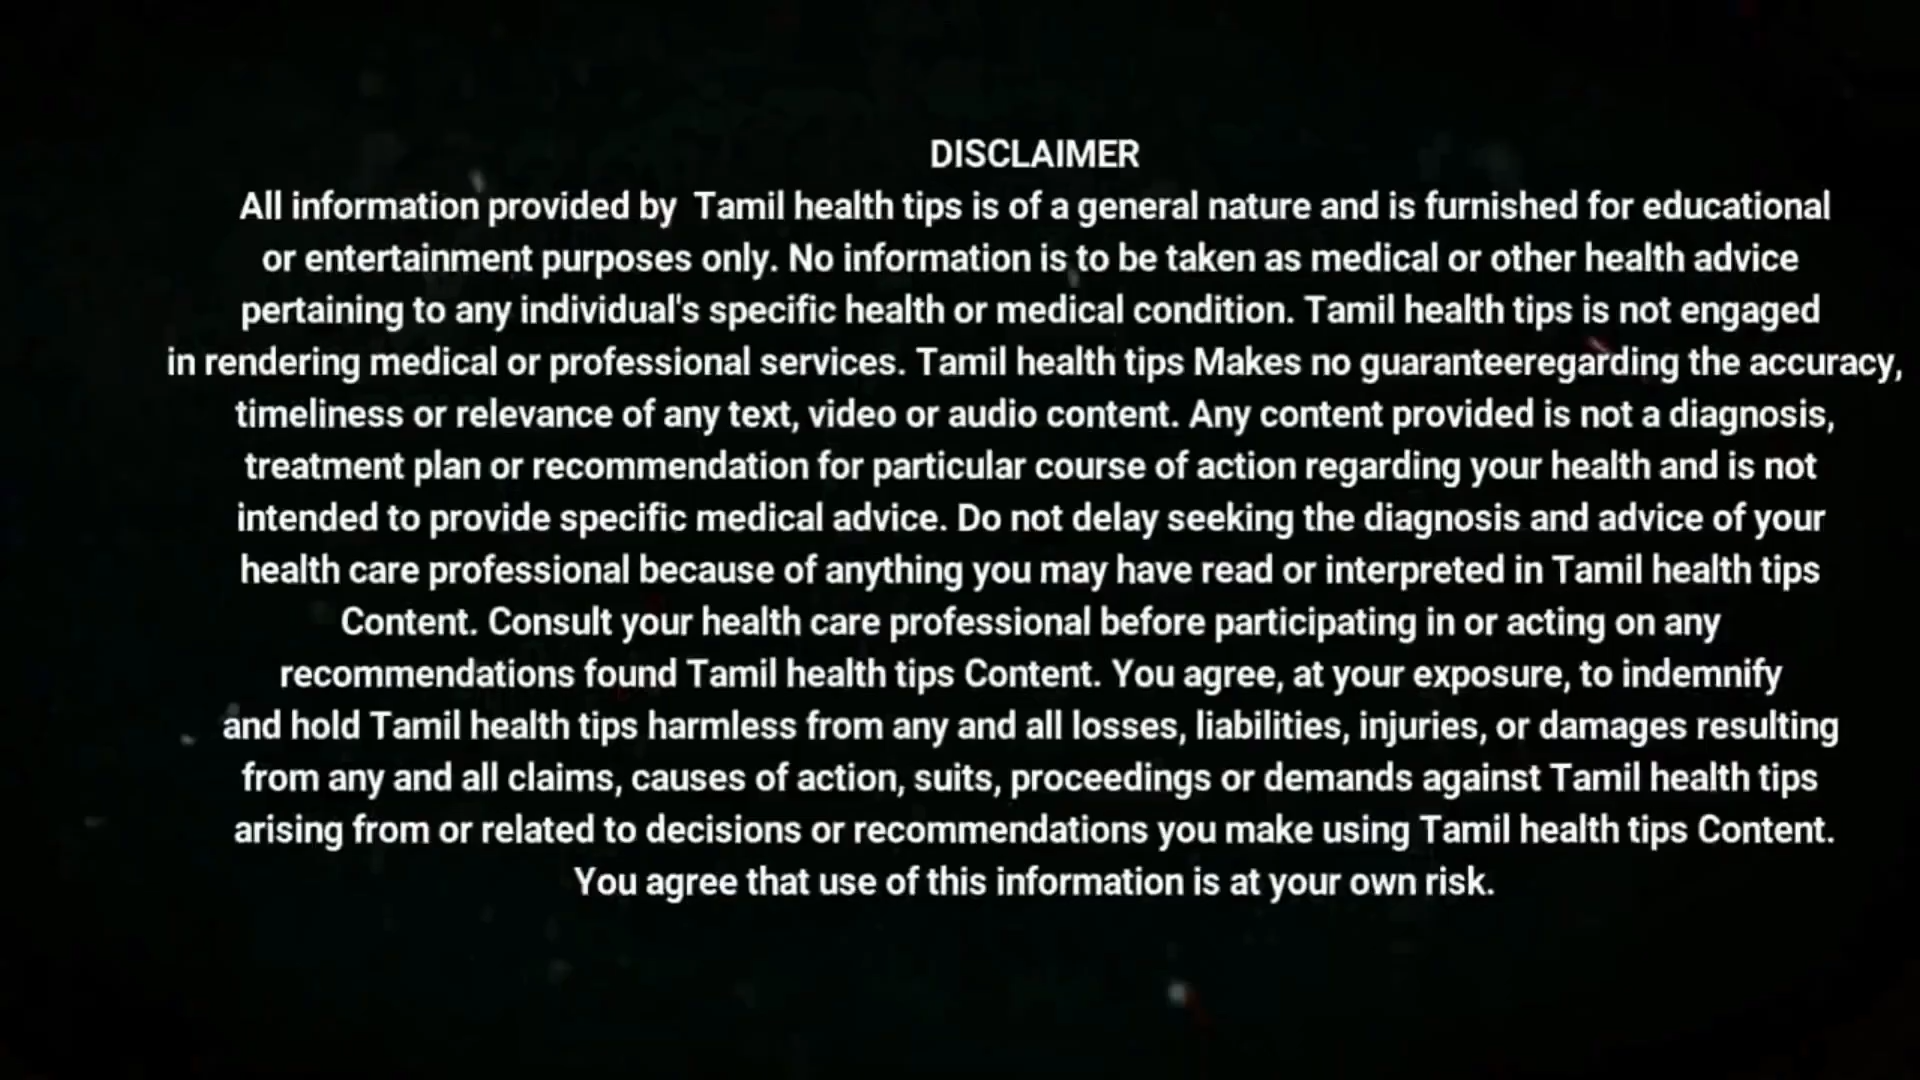 DISCLAIMER
All information provided by  Tamil health tips is of a general nature and is furnished for educational
or entertainment purposes only. No information is to be taken as medical or other health advice
pertaining to any individual's specific health or medical condition. Tamil health tips is not engaged
in rendering medical or professional services. Tamil health tips Makes no guaranteeregarding the accuracy,
timeliness or relevance of any text, video or audio content. Any content provided is not a diagnosis,
treatment plan or recommendation for particular course of action regarding your health and is not
intended to provide specific medical advice. Do not delay seeking the diagnosis and advice of your
health care professional because of anything you may have read or interpreted in Tamil health tips
Content. Consult your health care professional before participating in or acting on any
recommendations found Tamil health tips Content. You agree, at your exposure, to indemnify
and hold Tamil health tips harmless from any and all losses, liabilities, injuries, or damages resulting
from any and all claims, causes of action, suits, proceedings or demands against Tamil health tips
arising from or related to decisions or recommendations you make using Tamil health tips Content.
You agree that use of this information is at your own risk.